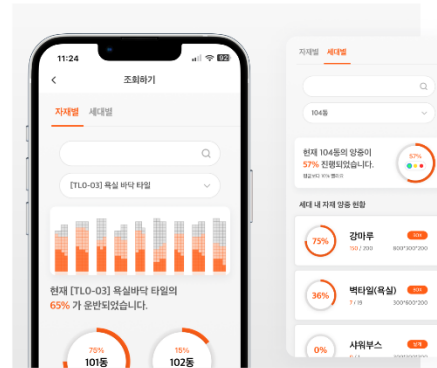 11:24
92
조회하기
자재별 세대별
[TL0-03] 욕실 바닥 타일
현재 [TL0-03] 욕실바닥 타일의
65% 가 운반되었습니다.
75%
101동
15%
102동
자재별 세대별
104동
현재 104동의 양중이
57% 진행되었습니다.
57%
세대 내 자재 양중 현황
75%
강마루
150 / 200
800*300*200
36%
벽타일(욕실)
7 / 19
300*600*200
0%
샤워부스